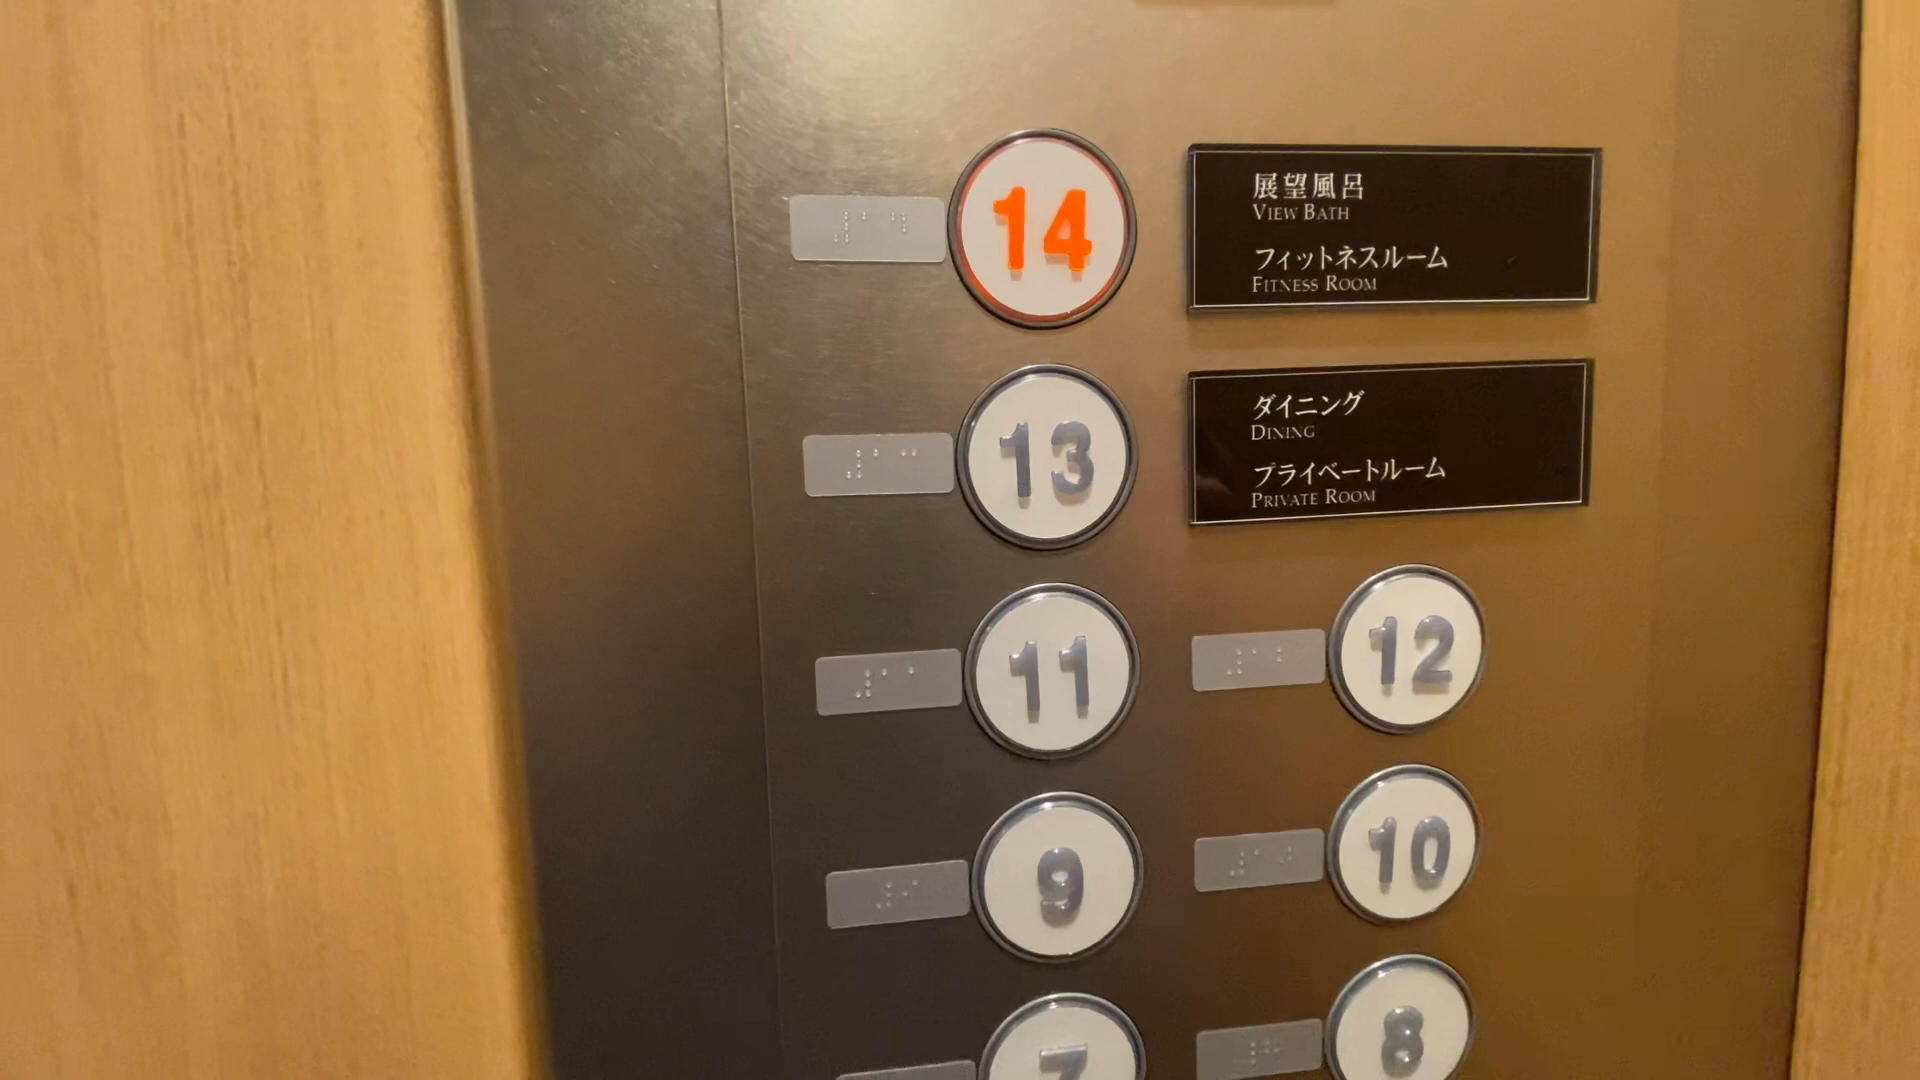 14
展望風呂
VIEW BATH
フィットネスルーム
FITNESS ROOM
13
ダイニング
DINING
プライベートルーム
PRIVATE ROOM
11
12
9
10
7
8